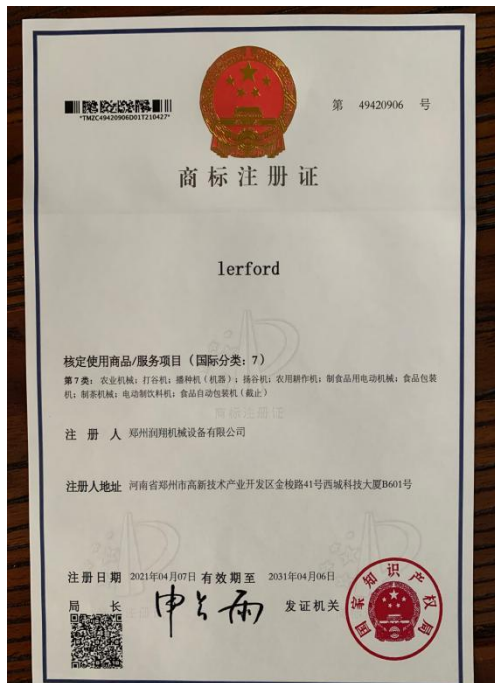 第 49420906 号
*TMZC49420906D01T210427*
商标注册证
lerford
核定使用商品/服务项目（国际分类：7）
第7类：农业机械；打谷机；播种机（机器）；扬谷机；农用耕作机；制食品用电动机械；食品包装
机；制茶机械；电动制饮料机；食品自动包装机（截止）
商标注册证
注 册 人 郑州润翔机械设备有限公司
注册人地址 河南省郑州市高新技术产业开发区金梭路41号西城科技大厦B601号
注册日期 2021年04月07日 有效期至 2031年04月06日
局 长 申长雨 发证机关
国家知识产权局